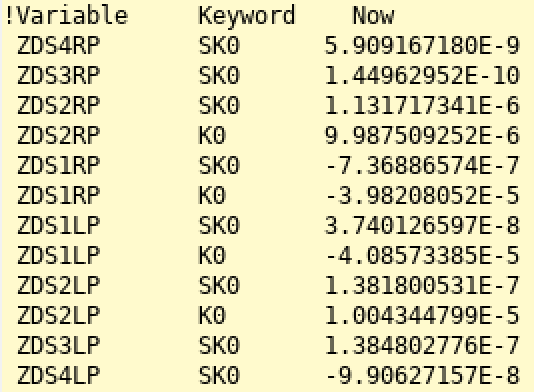 !Variable Keyword Now
ZDS4RP SK0 5.909167180E-9
ZDS3RP SK0 1.44962952E-10
ZDS2RP SK0 1.131717341E-6
ZDS2RP K0 9.987509252E-6
ZDS1RP SK0 -7.36886574E-7
ZDS1RP K0 -3.98208052E-5
ZDS1LP SK0 3.740126597E-8
ZDS1LP K0 -4.08573385E-5
ZDS2LP SK0 1.381800531E-7
ZDS2LP K0 1.004344799E-5
ZDS3LP SK0 1.384802776E-7
ZDS4LP SK0 -9.90627157E-8